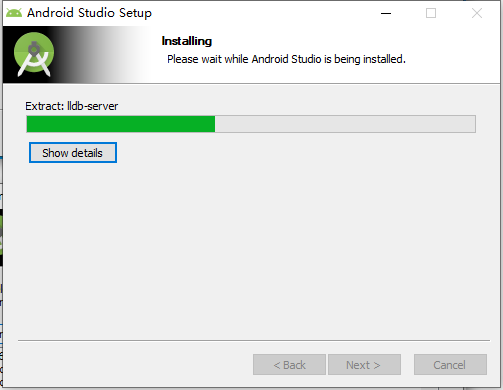 Android Studio Setup
Installing
Please wait while Android Studio is being installed.
Extract: lldb-server
Show details
< Back
Next >
Cancel